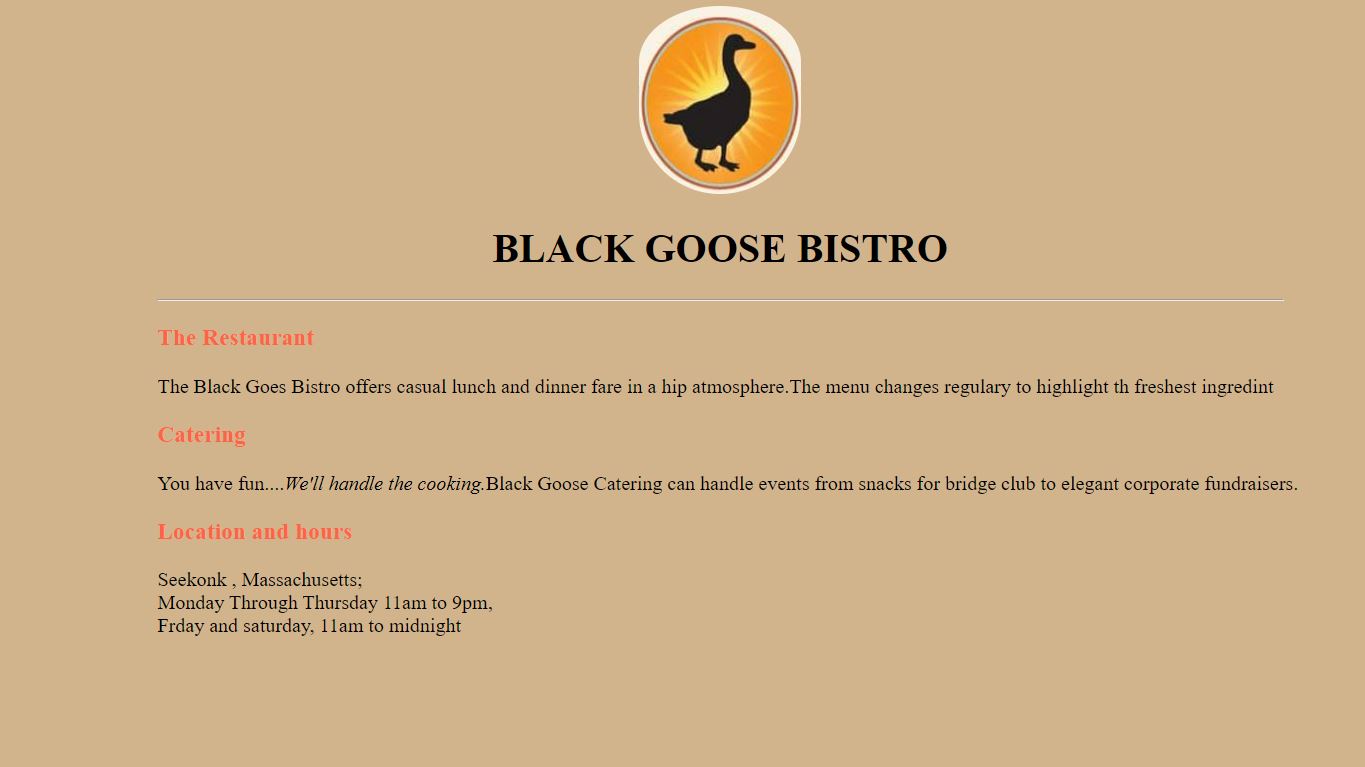 BLACK GOOSE BISTRO
The Restaurant
The Black Goes Bistro offers casual lunch and dinner fare in a hip atmosphere.The menu changes regulary to highlight th freshest ingredint
Catering
You have fun....We'll handle the cooking.Black Goose Catering can handle events from snacks for bridge club to elegant corporate fundraisers.
Location and hours
Seekonk , Massachusetts;
Monday Through Thursday 11am to 9pm,
Frday and saturday, 11am to midnight